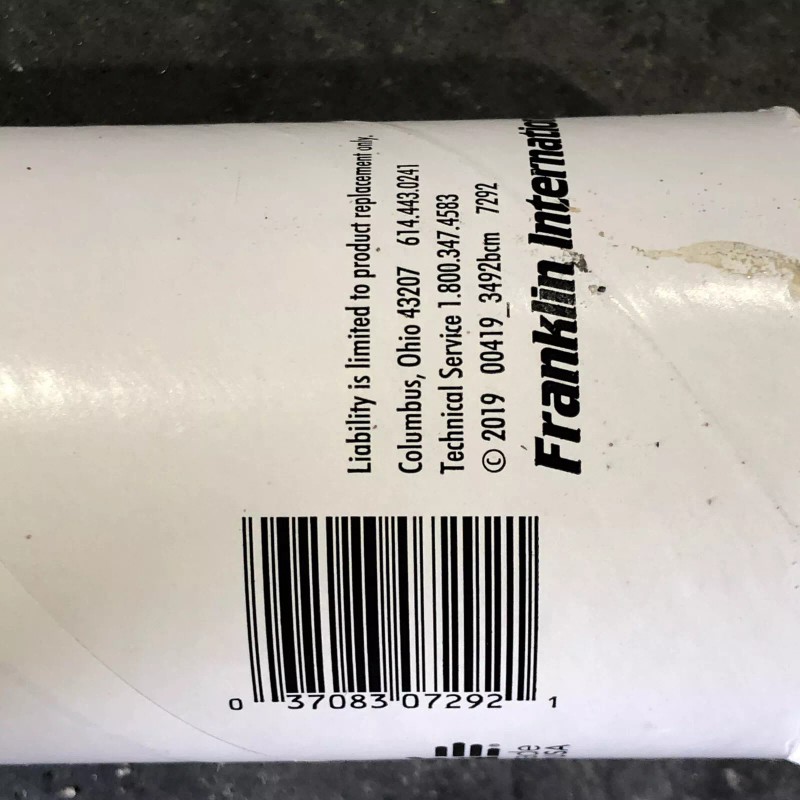 Liability is limited to product replacement only.
Columbus, Ohio 43207 614.443.0241
Technical Service 1.800.347.4583
© 2019 00419_3492bcm 7292
Franklin
0 37083 07292 1